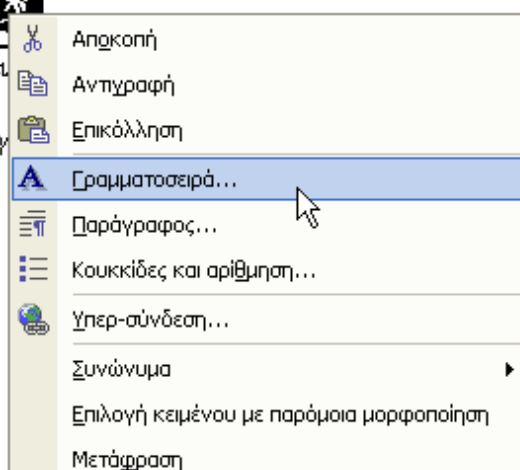 Αποκοπή
Αντιγραφή
Επικόλληση
Γραμματοσειρά...
Παράγραφος...
Κουκκίδες και αρίθμηση...
Υπερ-σύνδεση...
Συνώνυμα
Επιλογή κειμένου με παρόμοια μορφοποίηση
Μετάφραση